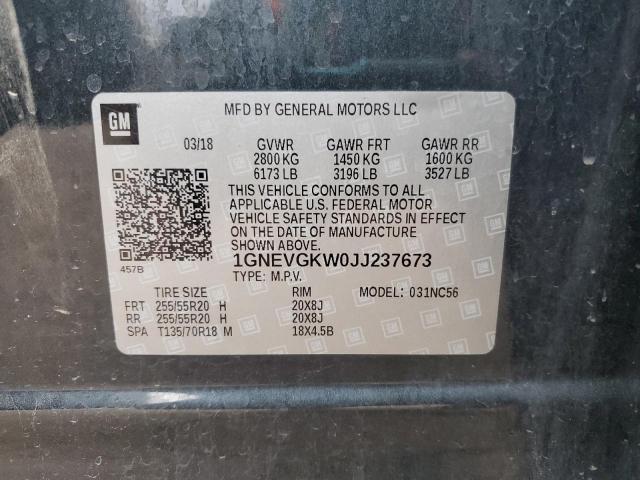 GM
MFD BY GENERAL MOTORS LLC
03/18 GVWR GAWR FRT GAWR RR
2800 KG 1450 KG 1600 KG
6173 LB 3196 LB 3527 LB
THIS VEHICLE CONFORMS TO ALL
APPLICABLE U.S. FEDERAL MOTOR
VEHICLE SAFETY STANDARDS IN EFFECT
ON THE DATE OF MANUFACTURE
SHOWN ABOVE.
457B
1GNEVGKW0JJ237673
TYPE: M.P.V.
TIRE SIZE RIM MODEL: 031NC56
FRT 255/55R20 H 20X8J
RR 255/55R20 H 20X8J
SPA T135/70R18 M 18X4.5B